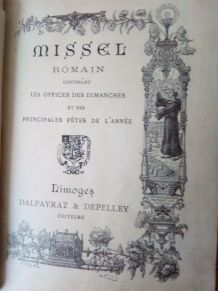 MISSEL
ROMAIN
CONTENANT
LES OFFICES DES DIMANCHES
ET DES
PRINCIPALES FÊTES DE L'ANNÉE
Limoges
DALPAYRAT & DEPELLEY
ÉDITEURS